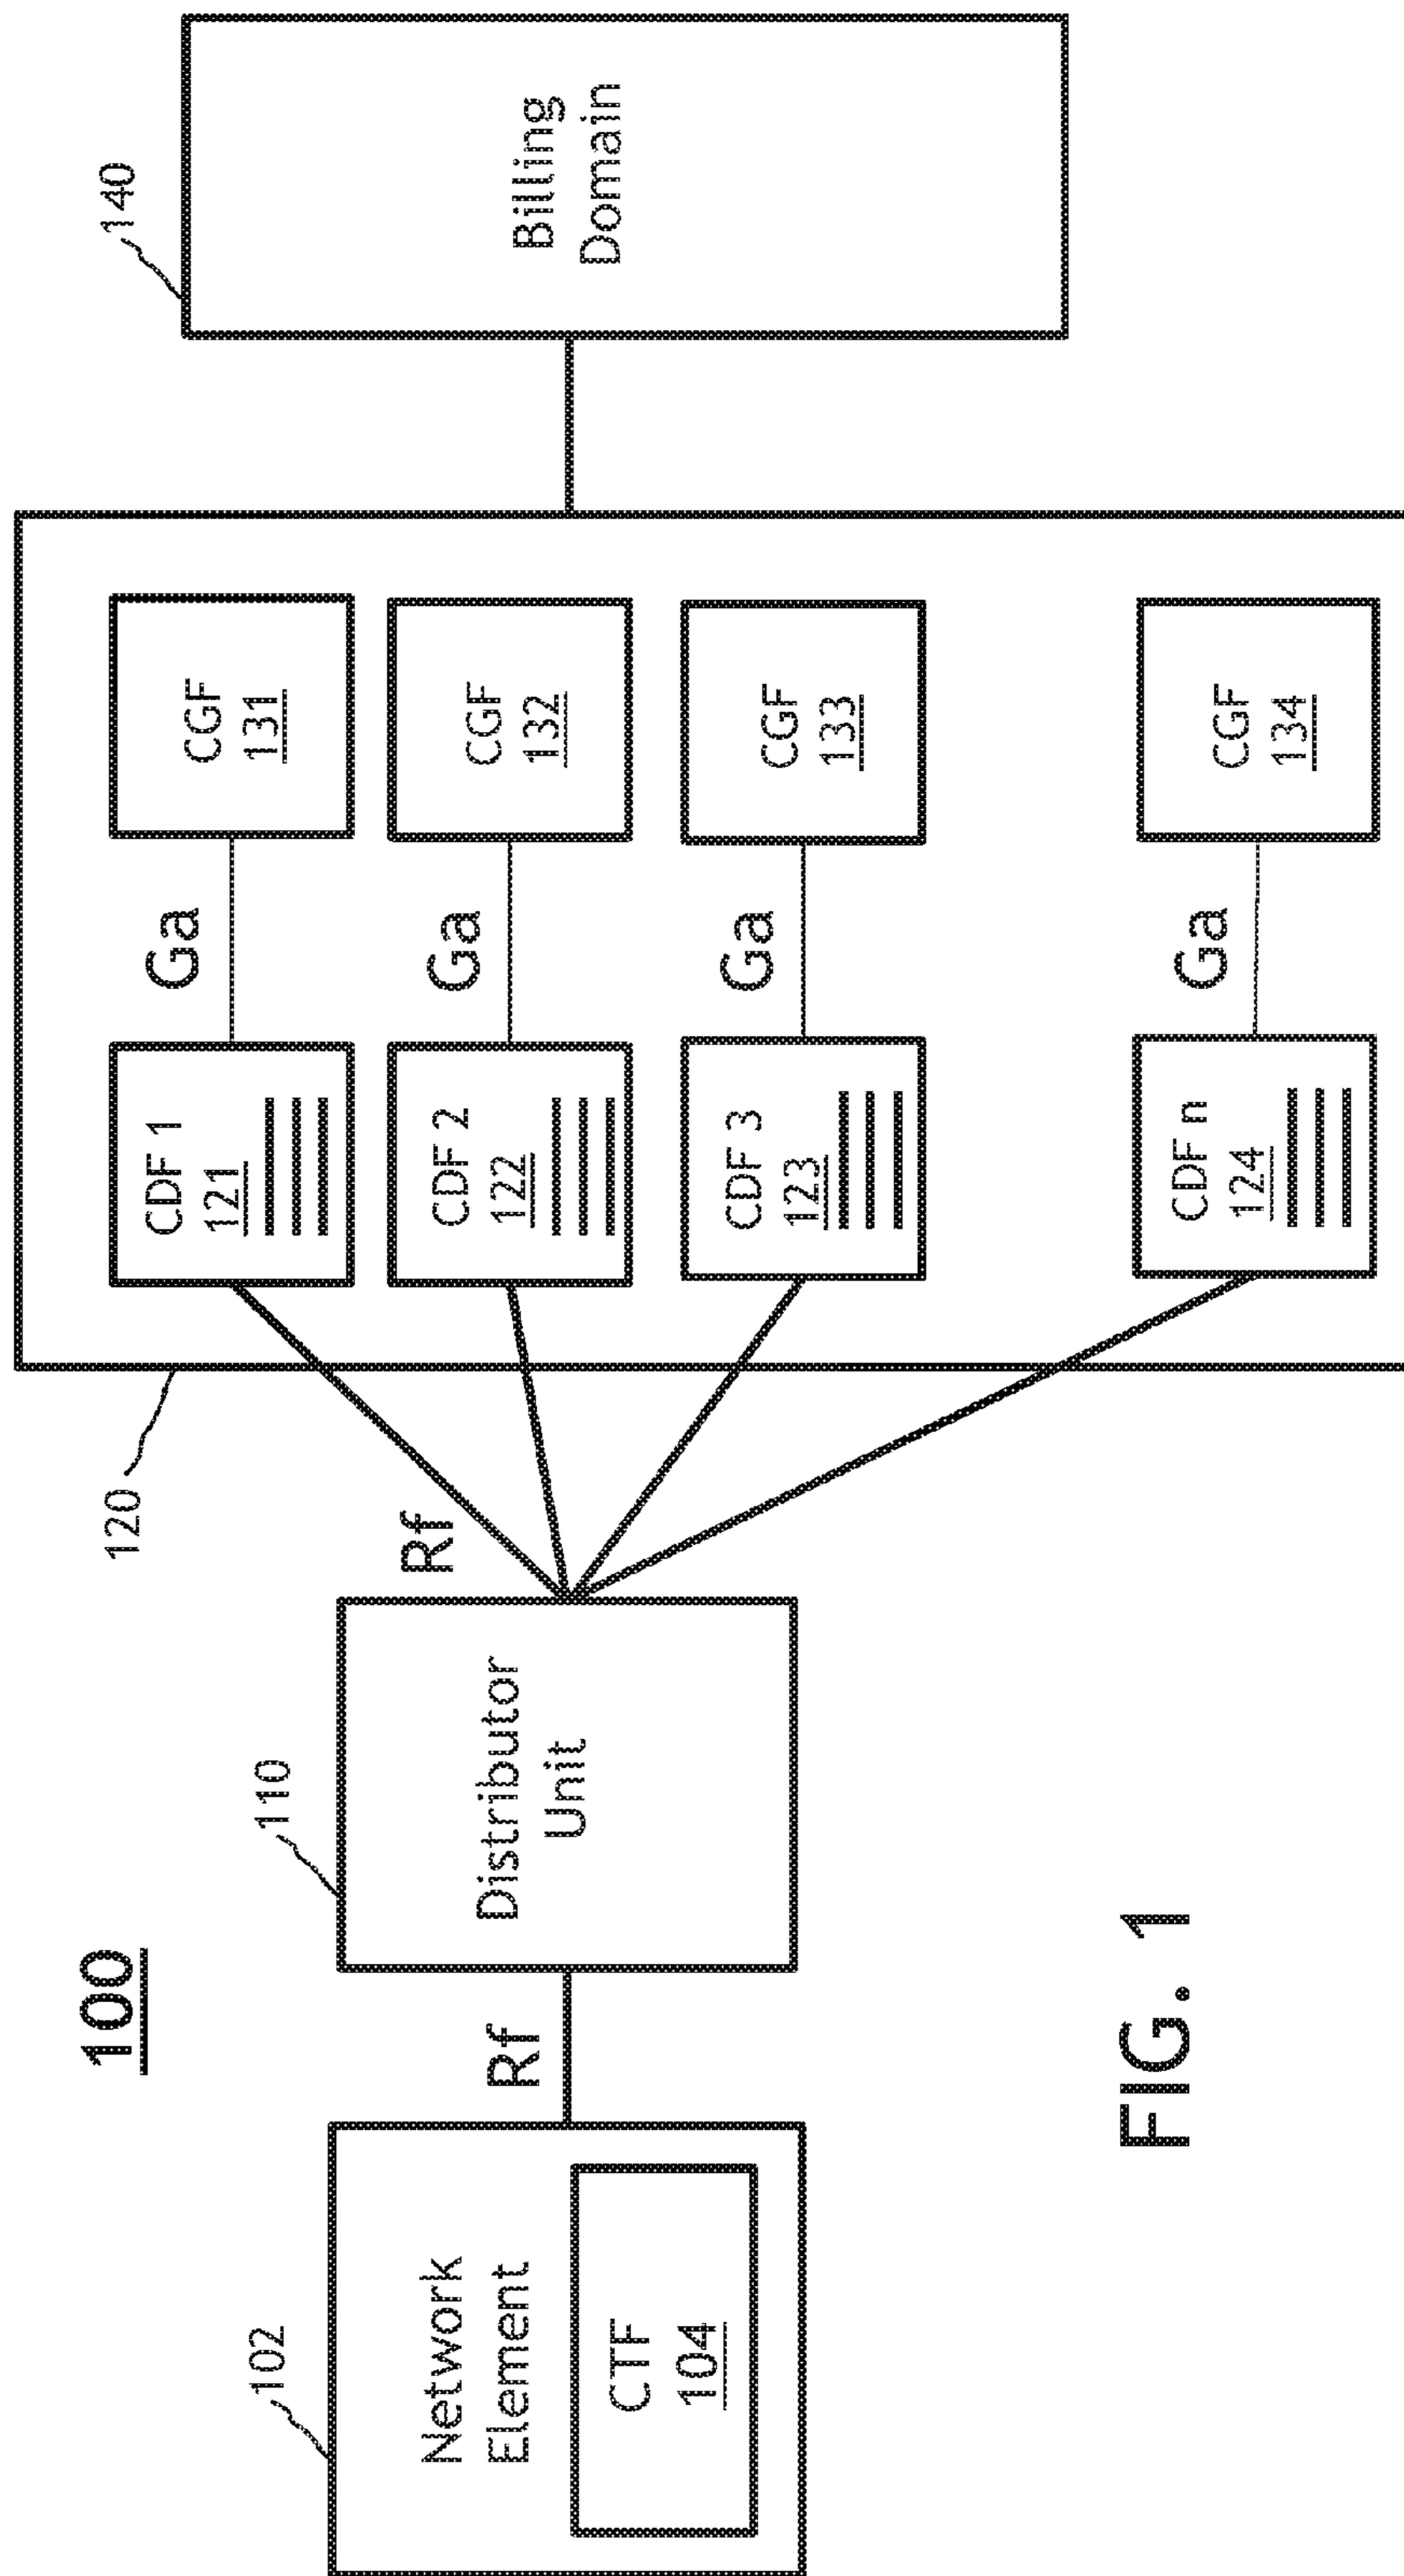 100
102
Network
Element
CTF
104
Rf
110
Distributor
Unit
Rf
120
CDF 1
121
Ga
CGF
131
CDF 2
122
Ga
CGF
132
CDF 3
123
Ga
CGF
133
CDF n
124
Ga
CGF
134
140
Billing
Domain
FIG. 1